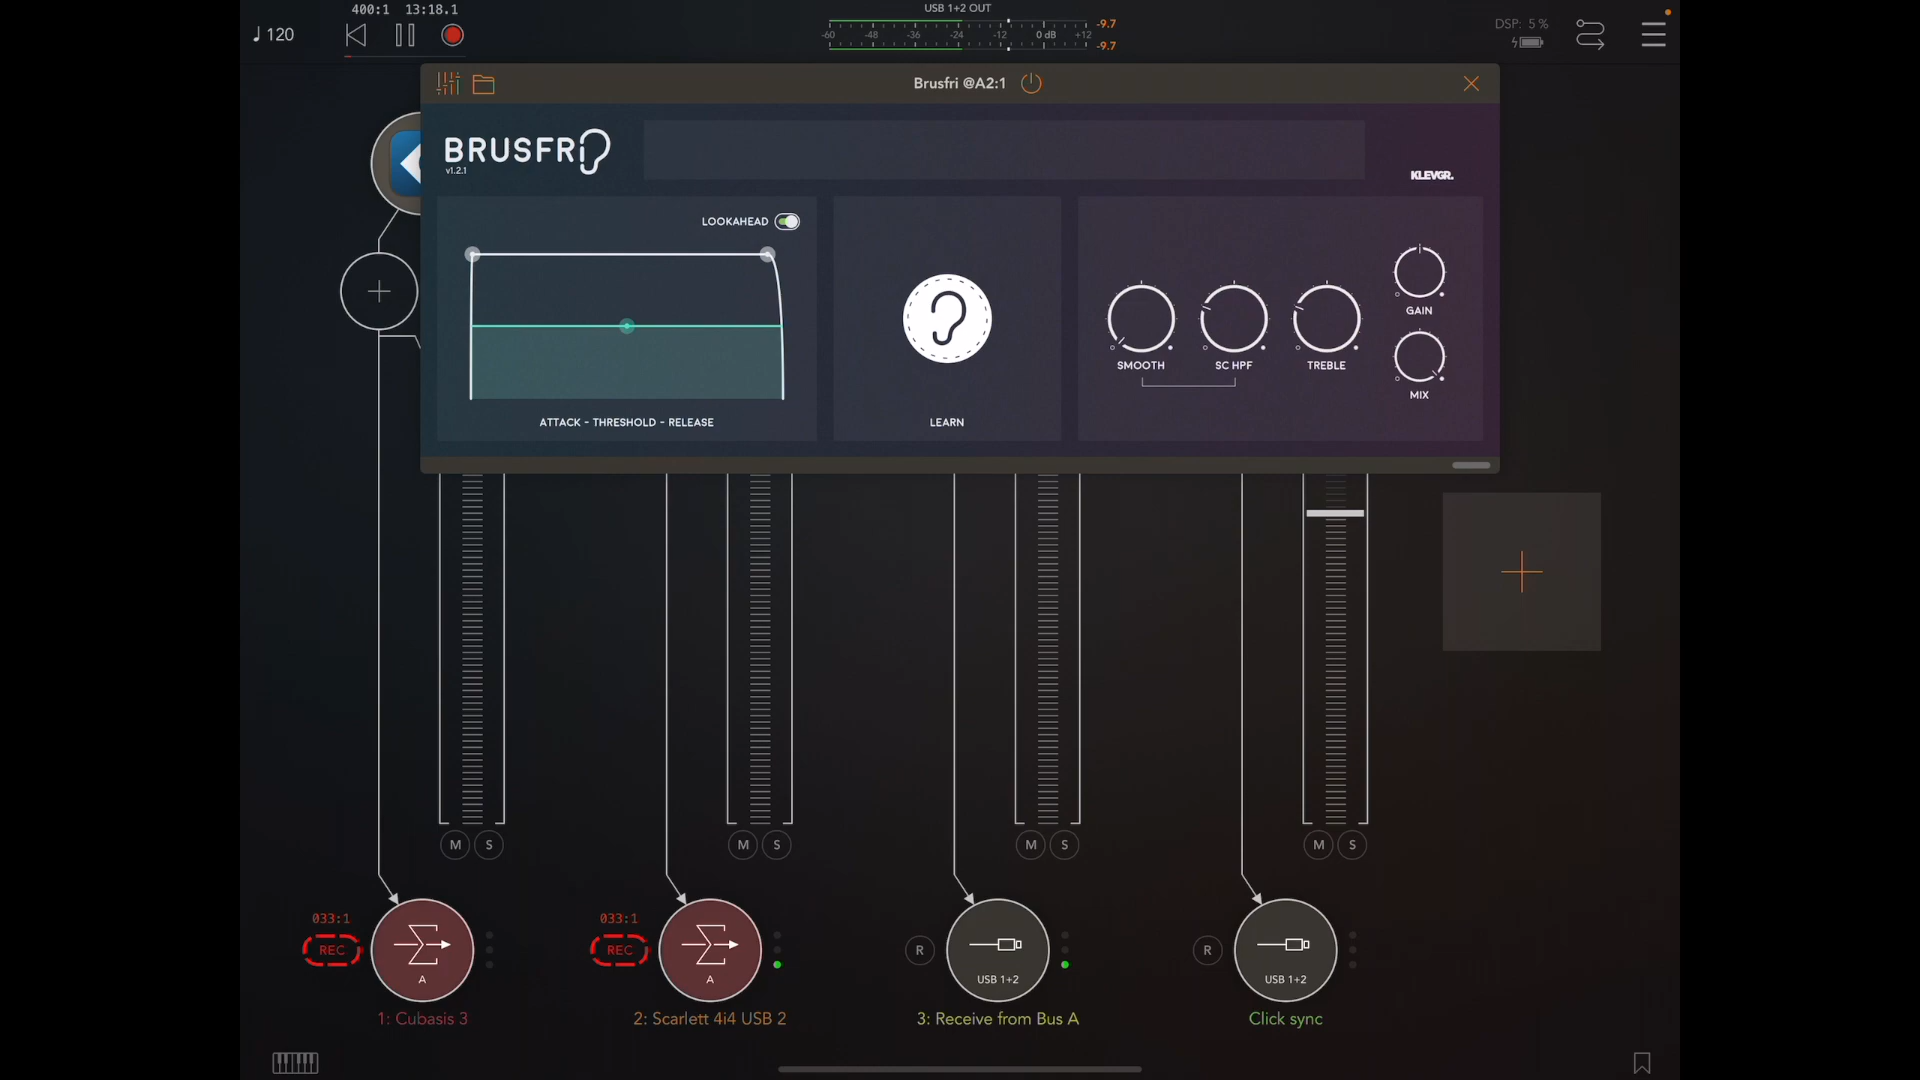 400:1 13:18.1
♩120
USB 1+2 OUT
-60 -48 -36 -24 -12 0 dB +12
-9.7
-9.7
DSP: 5 %
Brusfri @A2:1
BRUSFRI
v1.2.1
KLEVGR.
LOOKAHEAD
ATTACK - THRESHOLD - RELEASE
LEARN
SMOOTH
SC HPF
TREBLE
GAIN
MIX
M S M S M S M S
033:1 033:1
REC REC R R
A A USB 1+2 USB 1+2
1: Cubasis 3 2: Scarlett 4i4 USB 2 3: Receive from Bus A Click sync